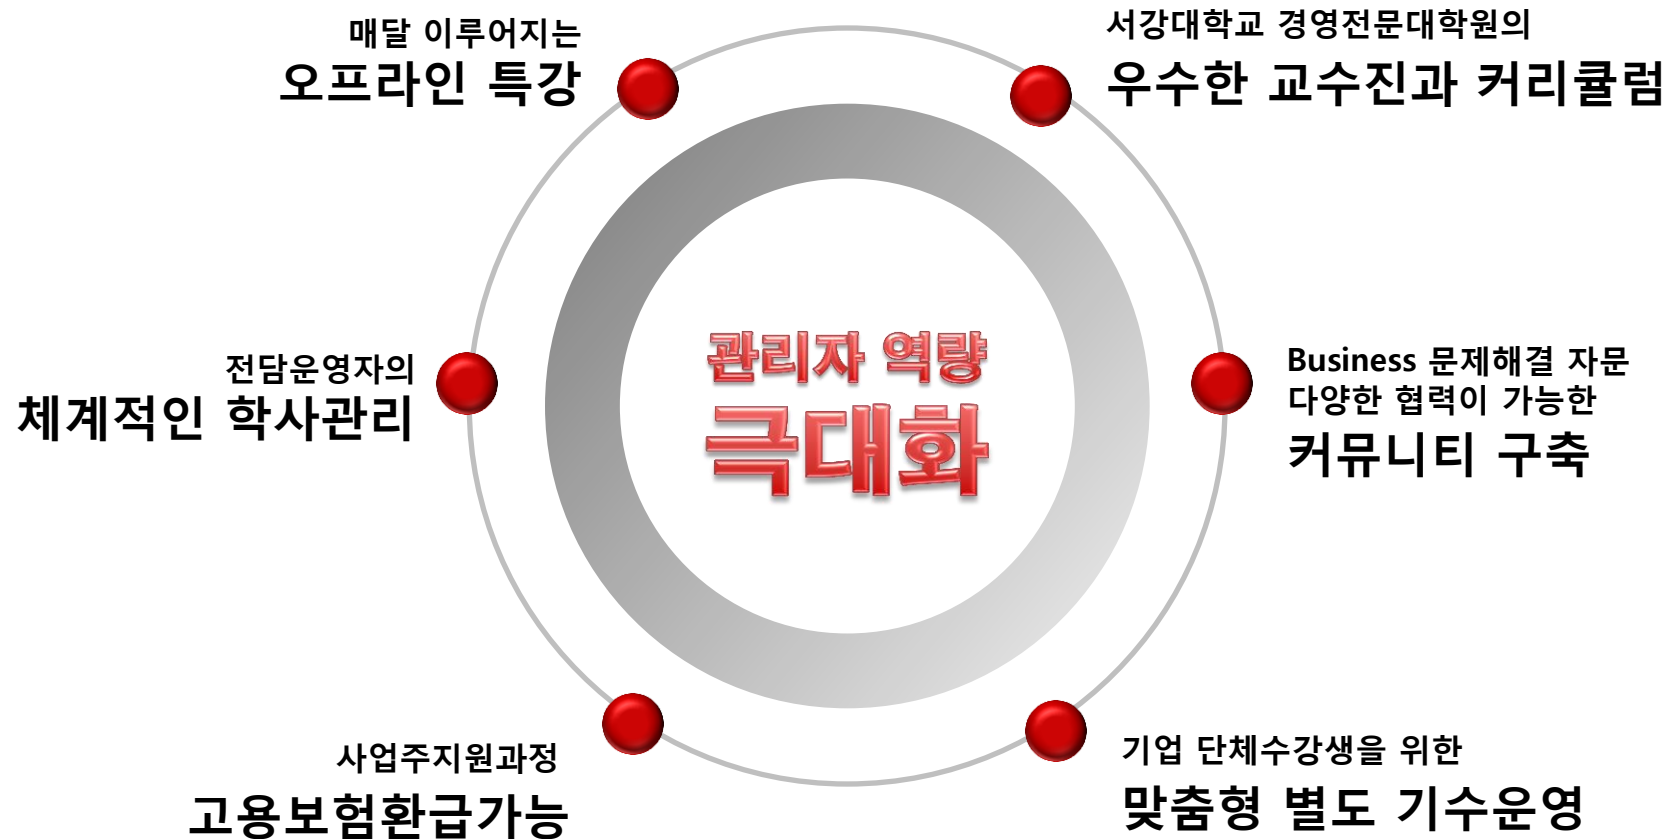 매달 이루어지는
오프라인 특강
서강대학교 경영전문대학원의
우수한 교수진과 커리큘럼
전담운영자의
체계적인 학사관리
관리자 역량
극대화
Business 문제해결 자문
다양한 협력이 가능한
커뮤니티 구축
사업주지원과정
고용보험환급가능
기업 단체수강생을 위한
맞춤형 별도 기수운영